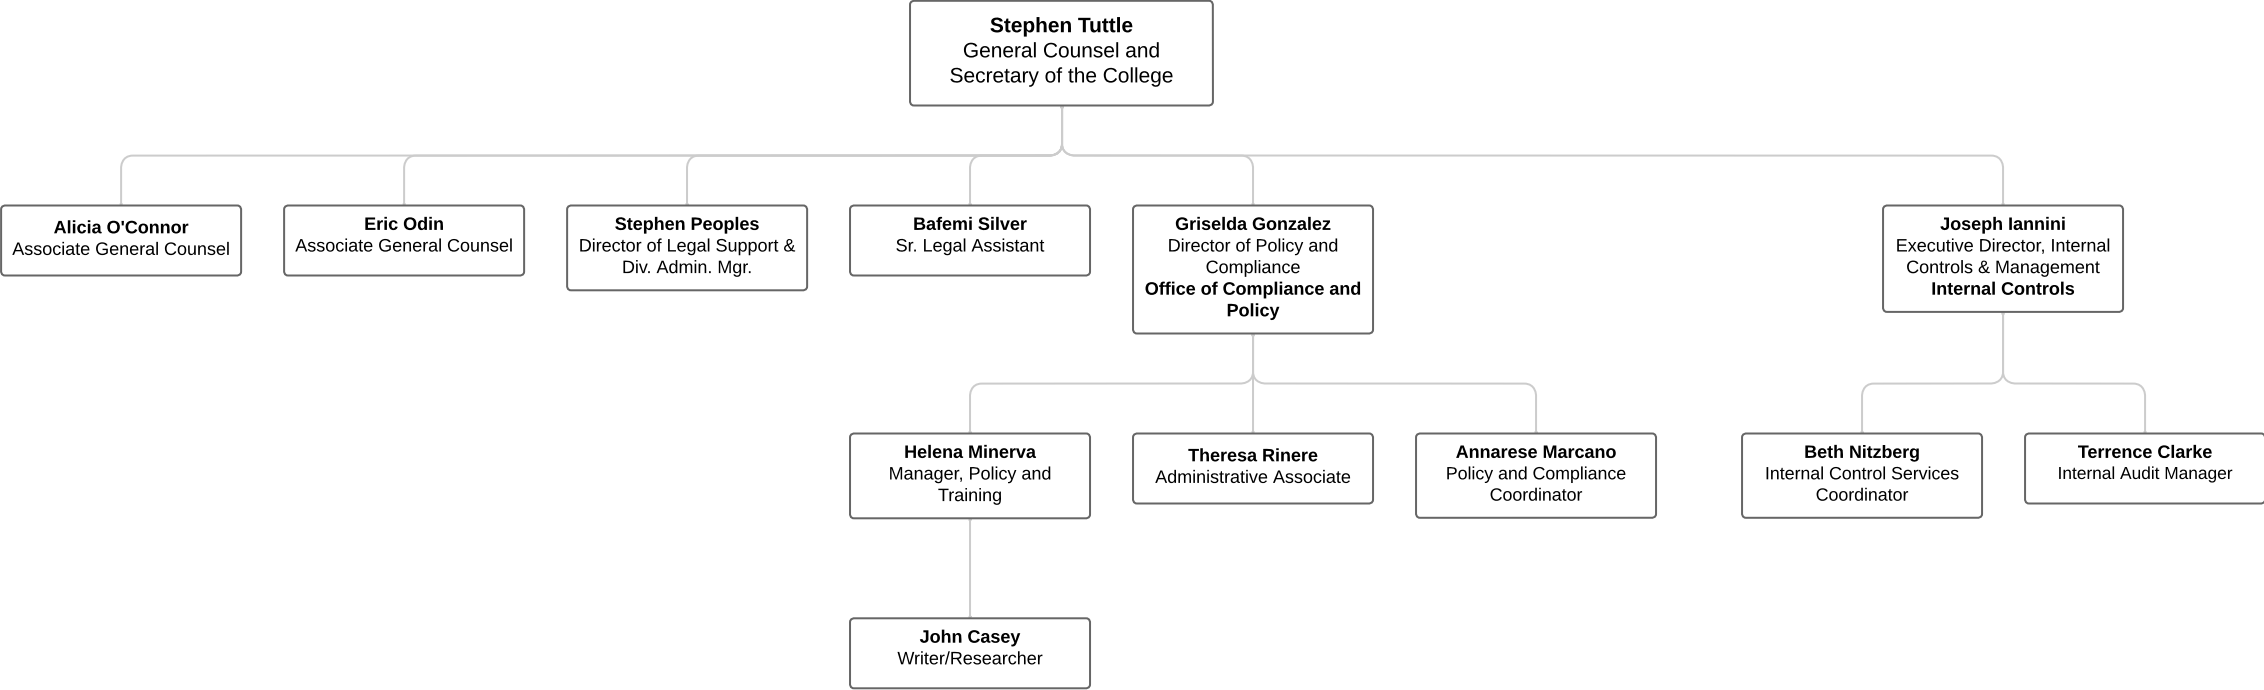 Stephen Tuttle
General Counsel and
Secretary of the College
Alicia O'Connor
Associate General Counsel
Eric Odin
Associate General Counsel
Stephen Peoples
Director of Legal Support &
Div. Admin. Mgr.
Bafemi Silver
Sr. Legal Assistant
Griselda Gonzalez
Director of Policy and
Compliance
Office of Compliance and
Policy
Joseph Iannini
Executive Director, Internal
Controls & Management
Internal Controls
Helena Minerva
Manager, Policy and
Training
Theresa Rinere
Administrative Associate
Annarese Marcano
Policy and Compliance
Coordinator
Beth Nitzberg
Internal Control Services
Coordinator
Terrence Clarke
Internal Audit Manager
John Casey
Writer/Researcher